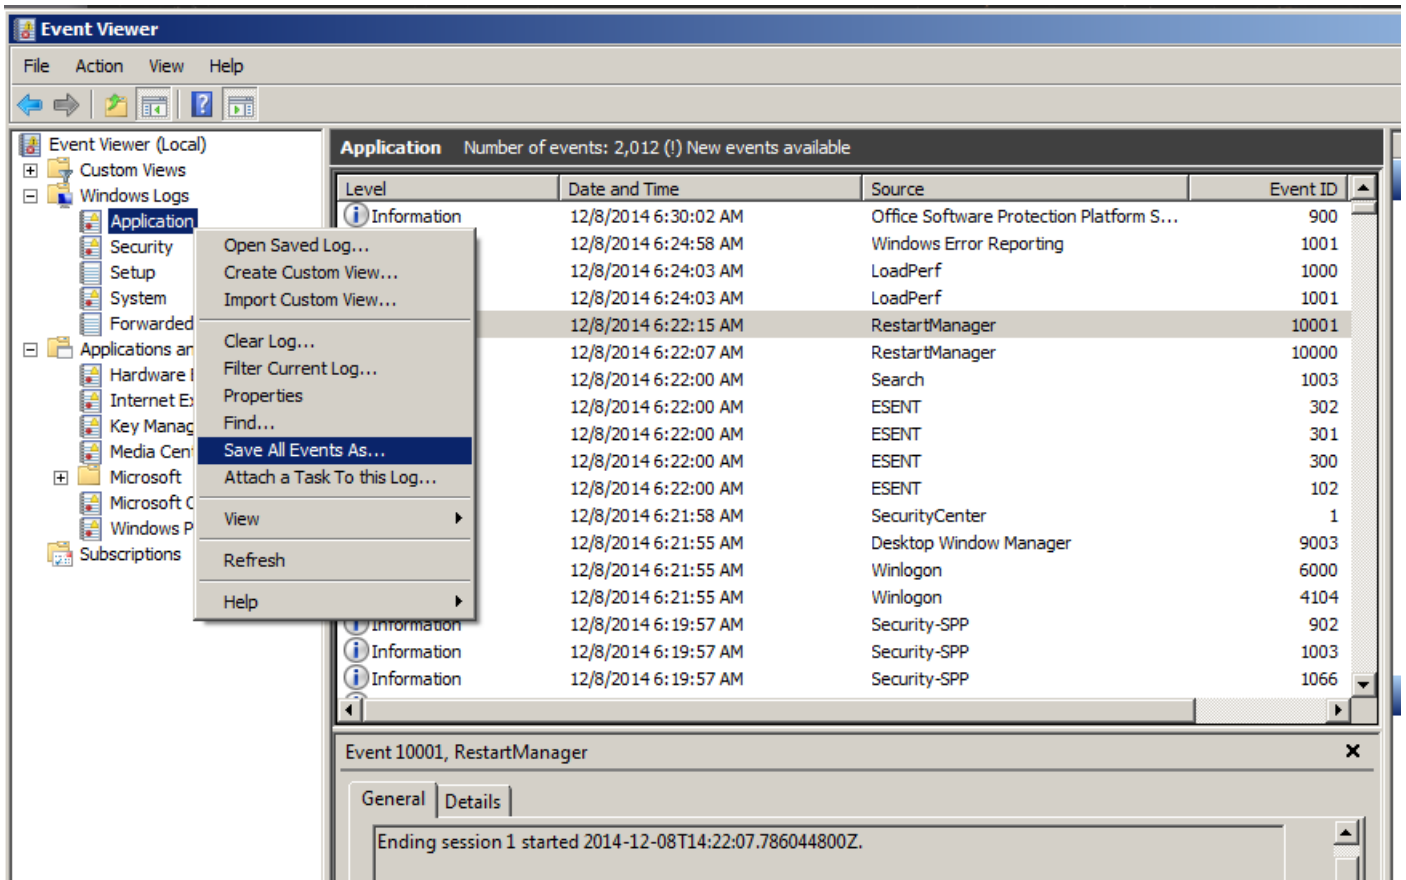 Event Viewer
File Action View Help
Event Viewer (Local)
Custom Views
Windows Logs
Application
Security
Setup
System
Forwarded
Applications an
Hardware
Internet E
Key Manag
Media Cen
Microsoft
Microsoft
Windows P
Subscriptions
Open Saved Log...
Create Custom View...
Import Custom View...
Clear Log...
Filter Current Log...
Properties
Find...
Save All Events As...
Attach a Task To this Log...
View
Refresh
Help
Application Number of events: 2,012 (!) New events available
Level Date and Time Source Event ID
Information 12/8/2014 6:30:02 AM Office Software Protection Platform S... 900
12/8/2014 6:24:58 AM Windows Error Reporting 1001
12/8/2014 6:24:03 AM LoadPerf 1000
12/8/2014 6:24:03 AM LoadPerf 1001
12/8/2014 6:22:15 AM RestartManager 10001
12/8/2014 6:22:07 AM RestartManager 10000
12/8/2014 6:22:00 AM Search 1003
12/8/2014 6:22:00 AM ESENT 302
12/8/2014 6:22:00 AM ESENT 301
12/8/2014 6:22:00 AM ESENT 300
12/8/2014 6:22:00 AM ESENT 102
12/8/2014 6:21:58 AM SecurityCenter 1
12/8/2014 6:21:55 AM Desktop Window Manager 9003
12/8/2014 6:21:55 AM Winlogon 6000
12/8/2014 6:21:55 AM Winlogon 4104
Information 12/8/2014 6:19:57 AM Security-SPP 902
Information 12/8/2014 6:19:57 AM Security-SPP 1003
Information 12/8/2014 6:19:57 AM Security-SPP 1066
Event 10001, RestartManager
General Details
Ending session 1 started 2014-12-08T14:22:07.786044800Z.